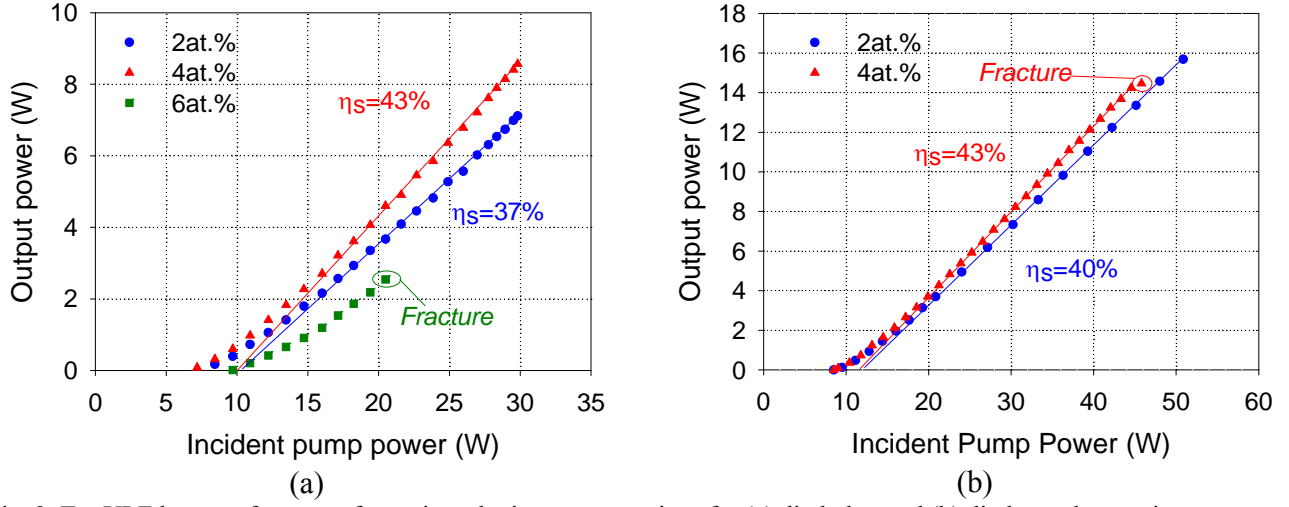 10
8
6
4
2
0
Output power (W)
2at.%
4at.%
6at.%
ηs=43%
ηs=37%
Fracture
0 5 10 15 20 25 30 35
Incident pump power (W)
(a)
18
16
14
12
10
8
6
4
2
0
Output power (W)
2at.%
4at.%
Fracture
ηs=43%
ηs=40%
0 10 20 30 40 50 60
Incident Pump Power (W)
(b)